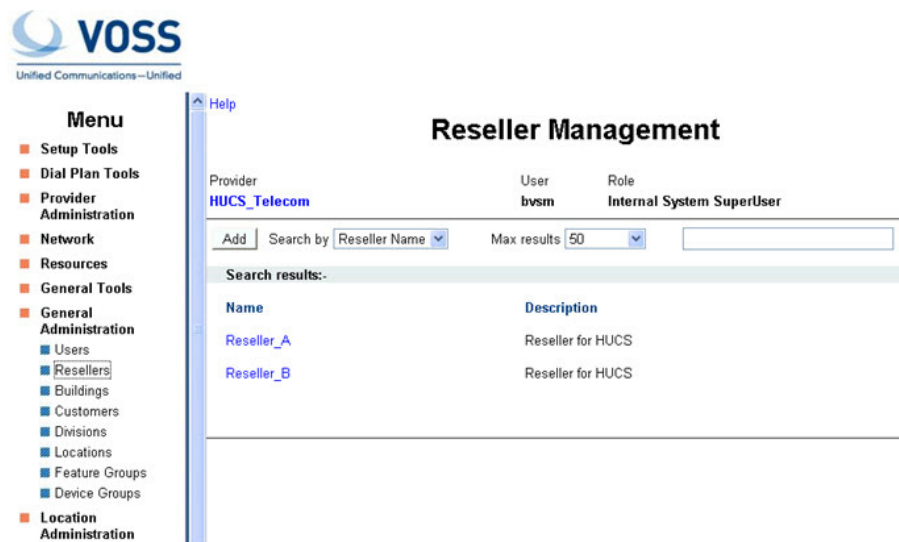 VOSS
Unified Communications—Unified
Menu
Setup Tools
Dial Plan Tools
Provider
Administration
Network
Resources
General Tools
General
Administration
Users
Resellers
Buildings
Customers
Divisions
Locations
Feature Groups
Device Groups
Location
Administration
Help
Reseller Management
Provider User Role
HUCS_Telecom bvsm Internal System SuperUser
Add Search by Reseller Name Max results 50
Search results:-
Name Description
Reseller_A Reseller for HUCS
Reseller_B Reseller for HUCS